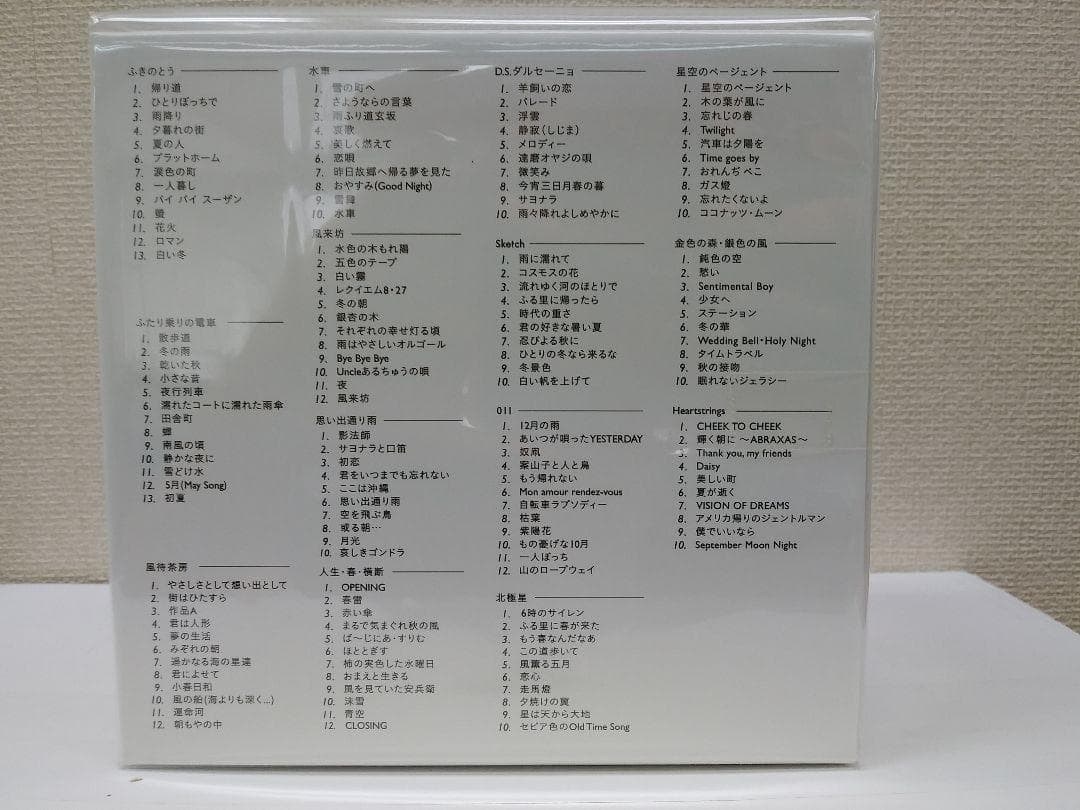 ふきのとう
1. 帰り道
2. ひとりぼっちで
3. 雨降り
4. 夕暮れの街
5. 夏の人
6. プラットホーム
7. 涙色の町
8. 一人暮し
9. バイ バイ スーザン
10. 螢
11. 花火
12. ロマン
13. 白い冬
ふたり乗りの電車
1. 散歩道
2. 冬の雨
3. 乾いた秋
4. 小さな昔
5. 夜行列車
6. 濡れたコートに濡れた雨傘
7. 田舎町
8.
9. 南風の頃
10. 静かな夜に
11. 雪どけ水
12. 5月(May Song)
13. 初夏
風待茶房
1. やさしさとして想い出として
2. 街はひたすら
3. 作品A
4. 君は人形
5. 夢の生活
6. みぞれの朝
7. 遥かなる海の星達
8. 君によせて
9. 小春日和
10. 風の船(海よりも深く...)
11. 運命河
12. 朝もやの中
水車
1. 雪の町へ
2. さようならの言葉
3. 雨ふり道玄坂
4. 哀歌
5. 美しく燃えて
6. 恋唄
7. 昨日故郷へ帰る夢を見た
8. おやすみ(Good Night)
9. 雪降
10. 水車
風来坊
1. 水色の木もれ陽
2. 五色のテープ
3. 白い霧
4. レクイエム8・27
5. 冬の朝
6. 銀杏の木
7. それぞれの幸せ灯る頃
8. 雨はやさしいオルゴール
9. Bye Bye Bye
10. Uncleあるちゅうの唄
11. 夜
12. 風来坊
思い出通り雨
1. 影法師
2. サヨナラと口笛
3. 初恋
4. 君をいつまでも忘れない
5. ここは沖縄
6. 思い出通り雨
7. 空を飛ぶ鳥
8. 或る朝…
9. 月光
10. 哀しきゴンドラ
人生・春・横断
1. OPENING
2. 春雷
3. 赤い傘
4. まるで気まぐれ秋の風
5. ば〜じにあ・すりむ
6. ほととぎす
7. 柿の実色した水曜日
8. おまえと生きる
9. 風を見ていた安兵衛
10. 沫雪
11. 青空
12. CLOSING
D.S.ダルセーニョ
1. 羊飼いの恋
2. パレード
3. 浮雲
4. 静寂(しじま)
5. メロディー
6. 達磨オヤジの唄
7. 微笑み
8. 今宵三日月春の暮
9. サヨナラ
10. 雨々降れよしめやかに
Sketch
1. 雨に濡れて
2. コスモスの花
3. 流れゆく河のほとりで
4. ふる里に帰ったら
5. 時代の重さ
6. 君の好きな暑い夏
7. 忍びよる秋に
8. ひとりの冬なら来るな
9. 冬景色
10. 白い帆を上げて
011
1. 12月の雨
2. あいつが唄ったYESTERDAY
3. 奴凧
4. 案山子と人と鳥
5. もう帰れない
6. Mon amour rendez-vous
7. 自転車ラプソディー
8. 枯葉
9. 紫陽花
10. もの憂げな10月
11. 一人ぼっち
12. 山のロープウェイ
北極星
1. 6時のサイレン
2. ふる里に春が来た
3. もう春なんだなあ
4. この道歩いて
5. 風薫る五月
6. 恋心
7. 走馬燈
8. 夕焼けの翼
9. 星は天から大地
10. セピア色のOld Time Song
星空のページェント
1. 星空のページェント
2. 木の葉が風に
3. 忘れじの春
4. Twilight
5. 汽車は夕陽を
6. Time goes by
7. おれんぢ ぺこ
8. ガス燈
9. 忘れたくないよ
10. ココナッツ・ムーン
金色の森・銀色の風
1. 鈍色の空
2. 愁い
3. Sentimental Boy
4. 少女へ
5. ステーション
6. 冬の華
7. Wedding Bell・Holy Night
8. タイムトラベル
9. 秋の接吻
10. 眠れないジェラシー
Heartstrings
1. CHEEK TO CHEEK
2. 輝く朝に 〜ABRAXAS〜
3. Thank you, my friends
4. Daisy
5. 美しい町
6. 夏が逝く
7. VISION OF DREAMS
8. アメリカ帰りのジェントルマン
9. 僕でいいなら
10. September Moon Night